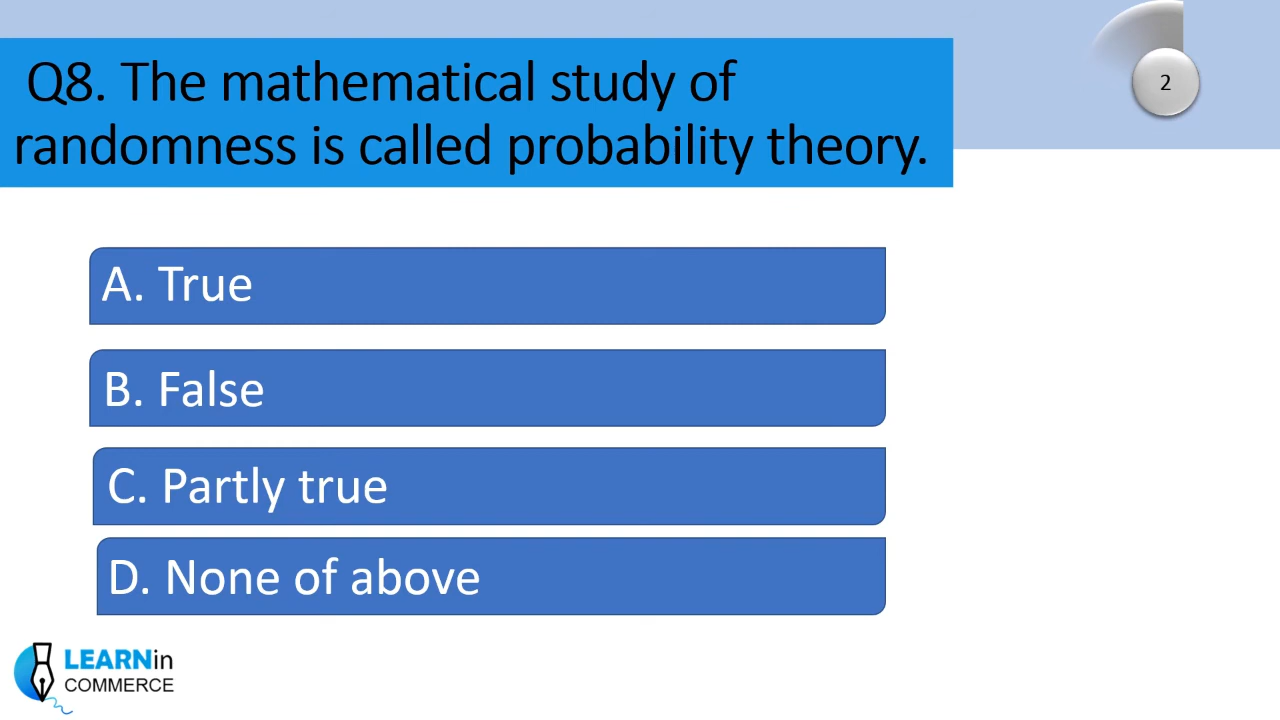 Q8. The mathematical study of
randomness is called probability theory.
2
A. True
B. False
C. Partly true
D. None of above
LEARNin
COMMERCE